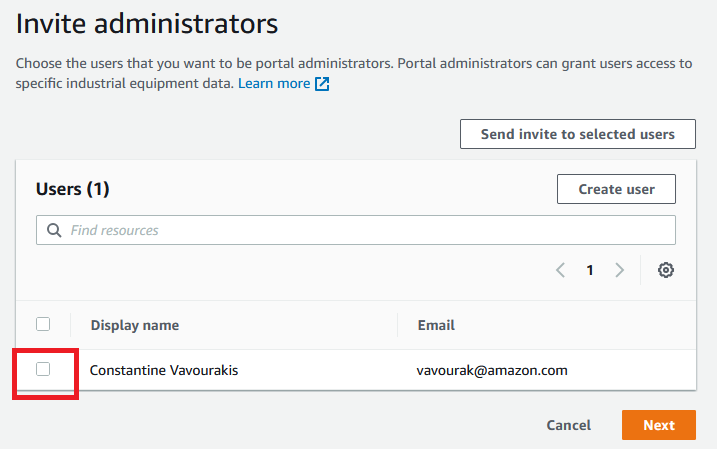 Invite administrators
Choose the users that you want to be portal administrators. Portal administrators can grant users access to
specific industrial equipment data. Learn more
Send invite to selected users
Users (1)
Create user
Find resources
1
Display name Email
Constantine Vavourakis vavourak@amazon.com
Cancel Next